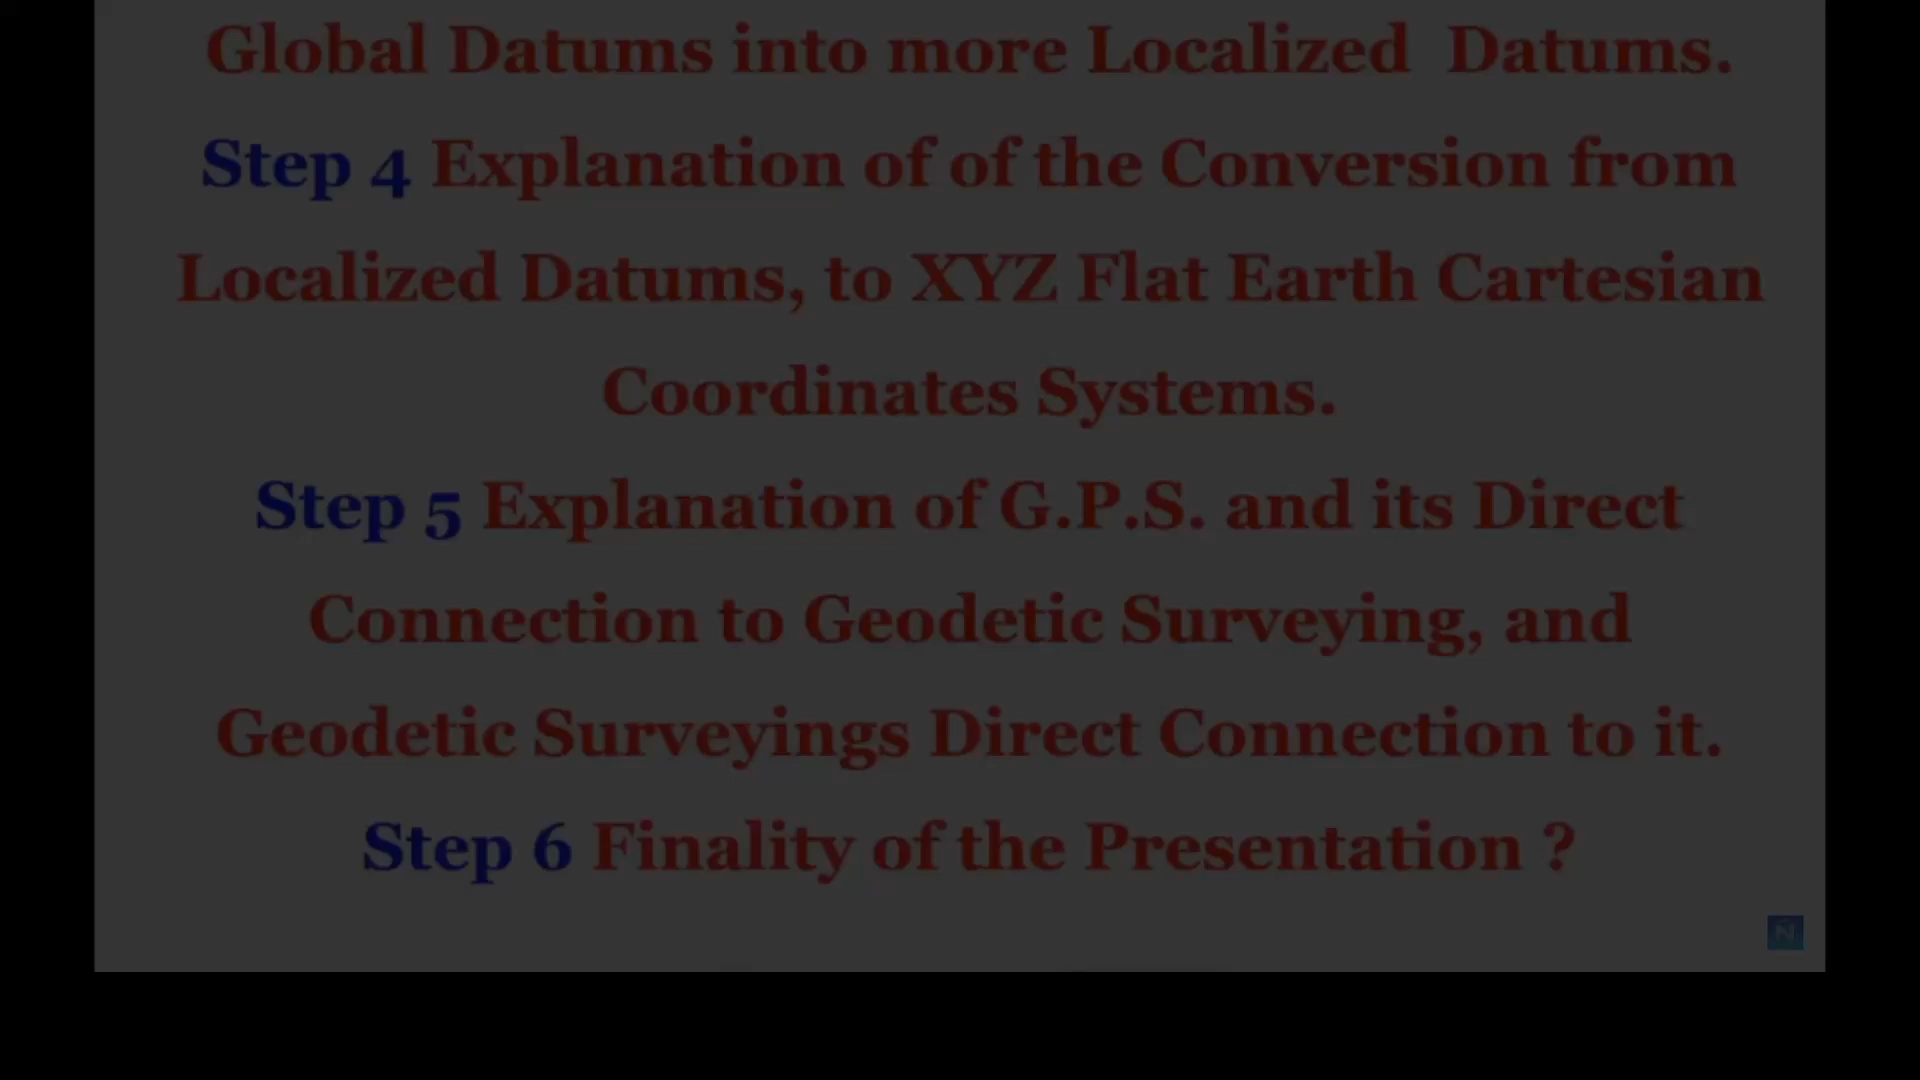 Global Datums into more Localized Datums.
Step 4 Explanation of of the Conversion from
Localized Datums, to XYZ Flat Earth Cartesian
Coordinates Systems.
Step 5 Explanation of G.P.S. and its Direct
Connection to Geodetic Surveying, and
Geodetic Surveyings Direct Connection to it.
Step 6 Finality of the Presentation ?